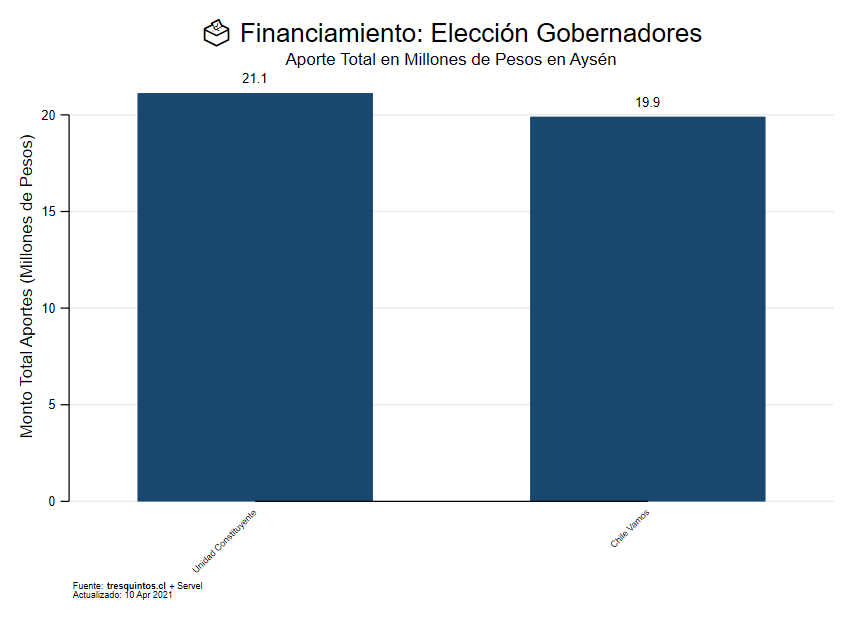 Financiamiento: Elección Gobernadores
Aporte Total en Millones de Pesos en Aysén
21.1
19.9
Monto Total Aportes (Millones de Pesos)
20
15
10
5
0
Unidad Constituyente
Chile Vamos
Fuente: tresquintos.cl + Servel
Actualizado: 10 Apr 2021